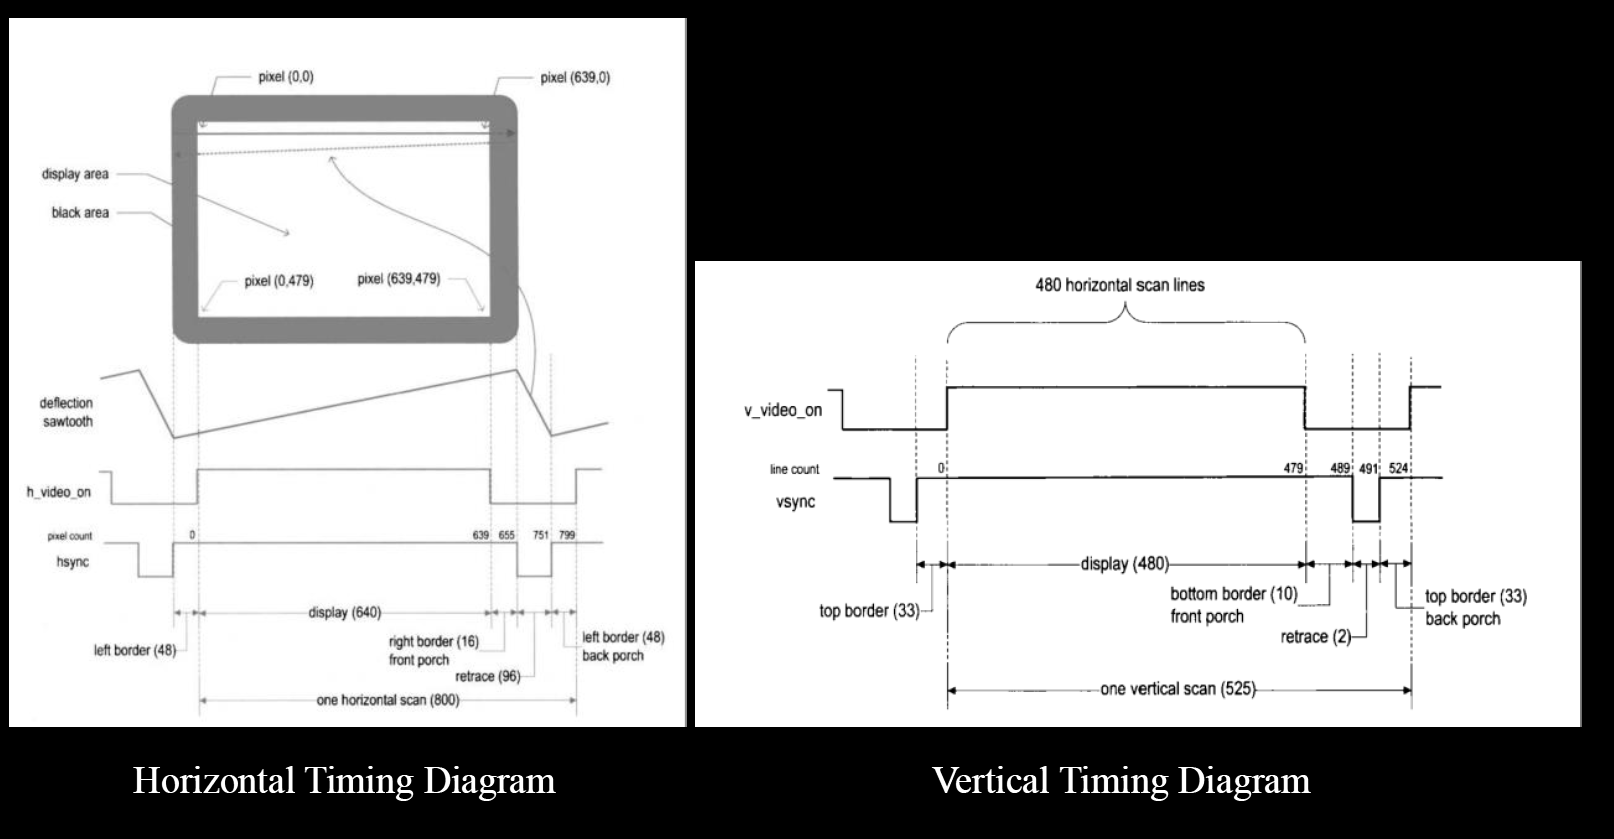 pixel (0,0)
pixel (639,0)
display area
black area
pixel (0,479)
pixel (639,479)
deflection
sawtooth
h_video_on
pixel count
0
639
655
751
799
hsync
display (640)
left border (48)
right border (16)
front porch
left border (48)
back porch
retrace (96)
one horizontal scan (800)
Horizontal Timing Diagram
480 horizontal scan lines
v_video_on
line count
0
479
489
491
524
vsync
display (480)
top border (33)
bottom border (10)
front porch
top border (33)
back porch
retrace (2)
one vertical scan (525)
Vertical Timing Diagram